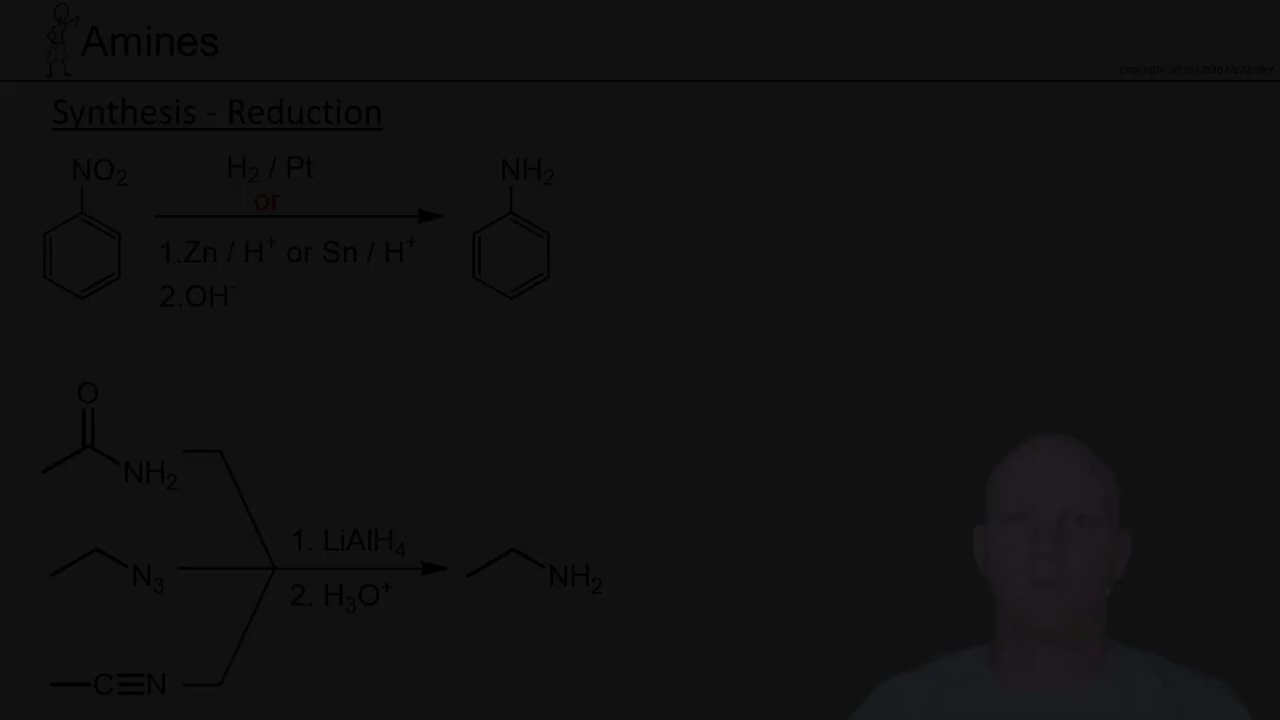 Amines
Synthesis - Reduction
NO₂
H₂ / Pt
or
1.Zn / H⁺ or Sn / H⁺
2.OH⁻
NH₂
O
NH₂
N₃
C≡N
1. LiAlH₄
2. H₃O⁺
NH₂